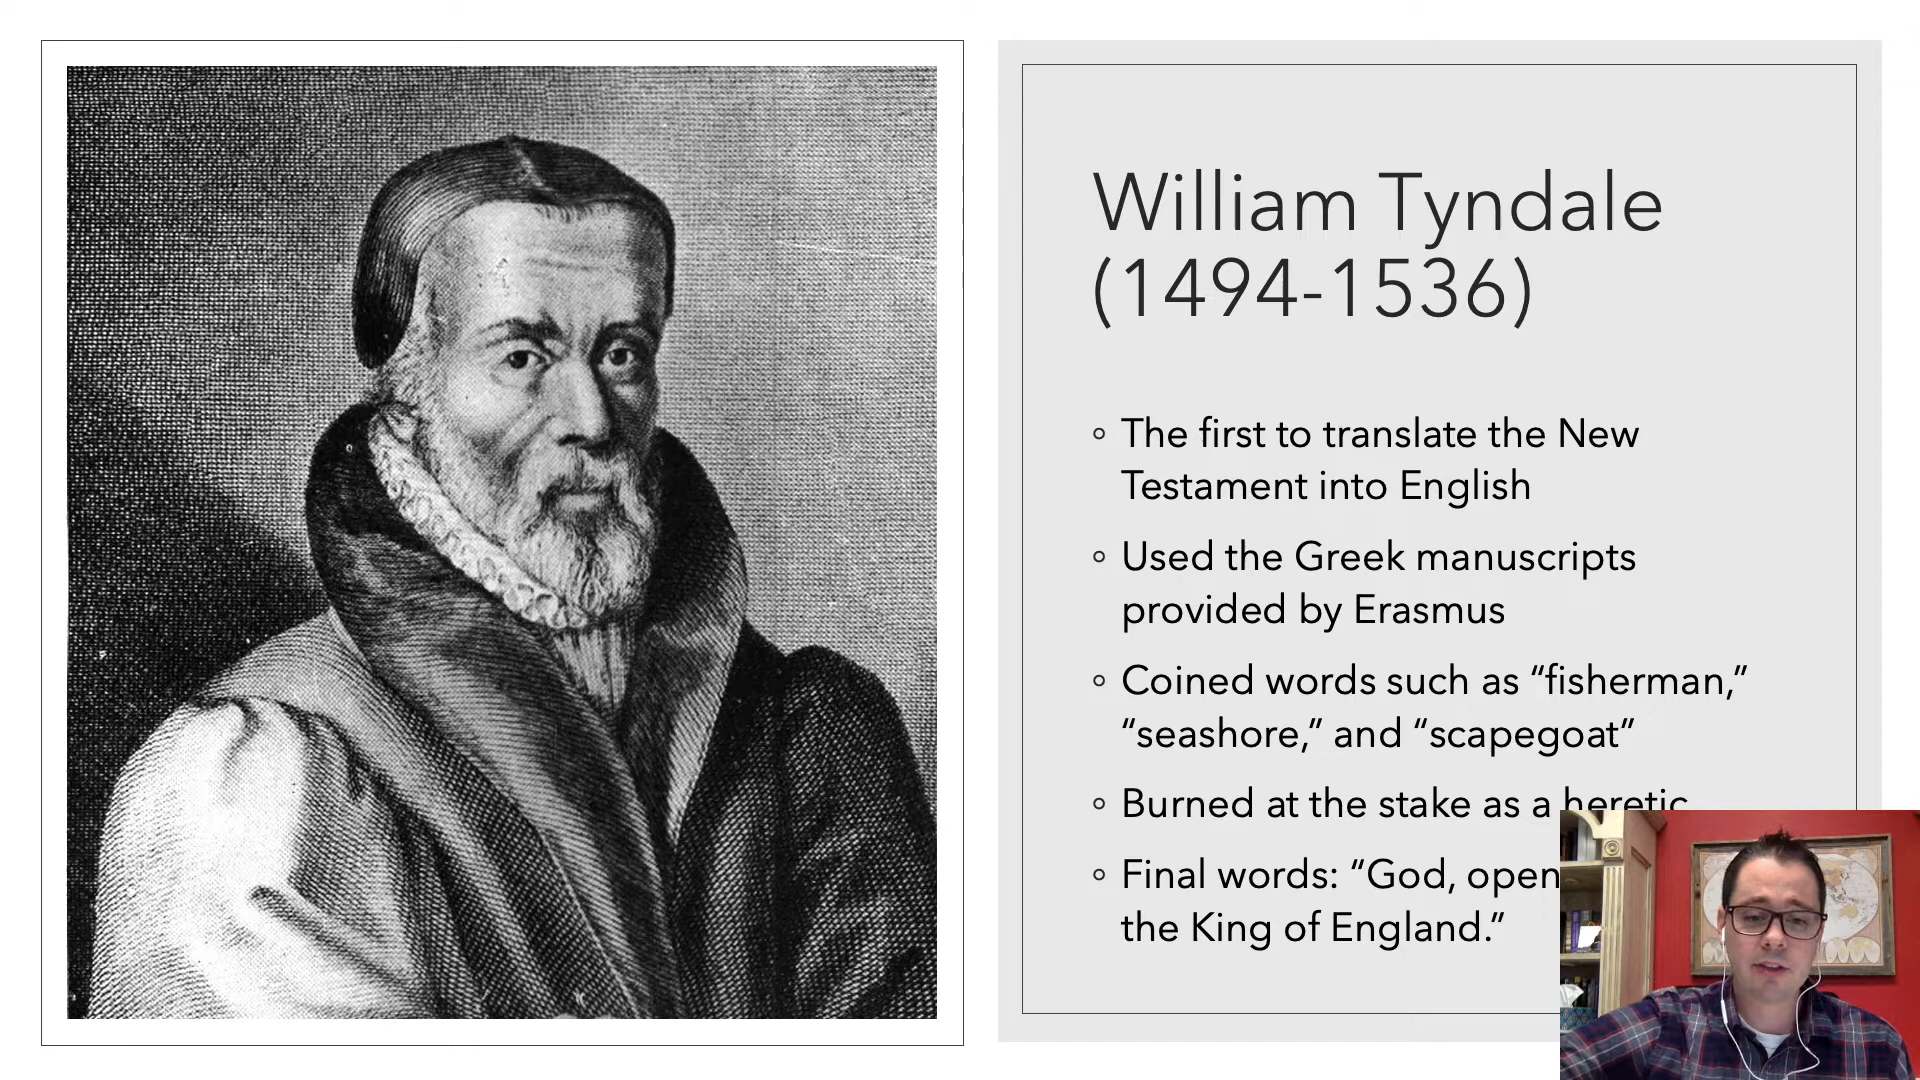 William Tyndale
(1494-1536)
◦ The first to translate the New
Testament into English
◦ Used the Greek manuscripts
provided by Erasmus
◦ Coined words such as “fisherman,”
“seashore,” and “scapegoat”
◦ Burned at the stake as a heretic
◦ Final words: “God, open
the King of England.”